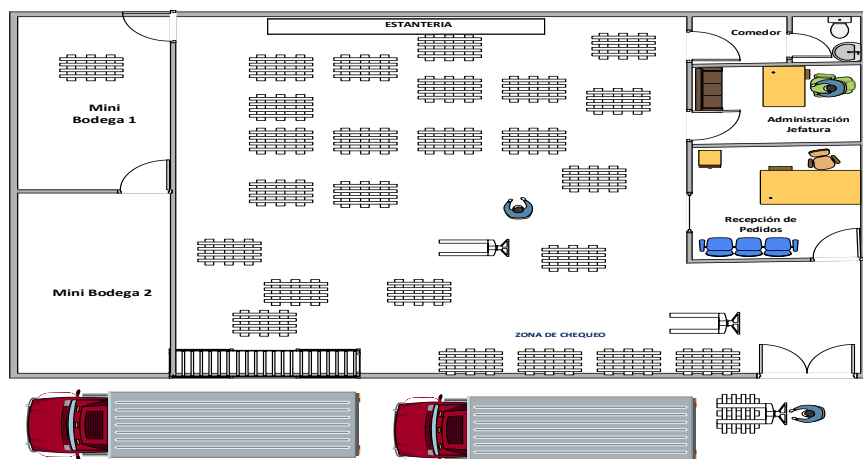 ESTANTERIA
Comedor
Mini
Bodega 1
Administración
Jefatura
Recepción de
Pedidos
Mini Bodega 2
ZONA DE CHEQUEO